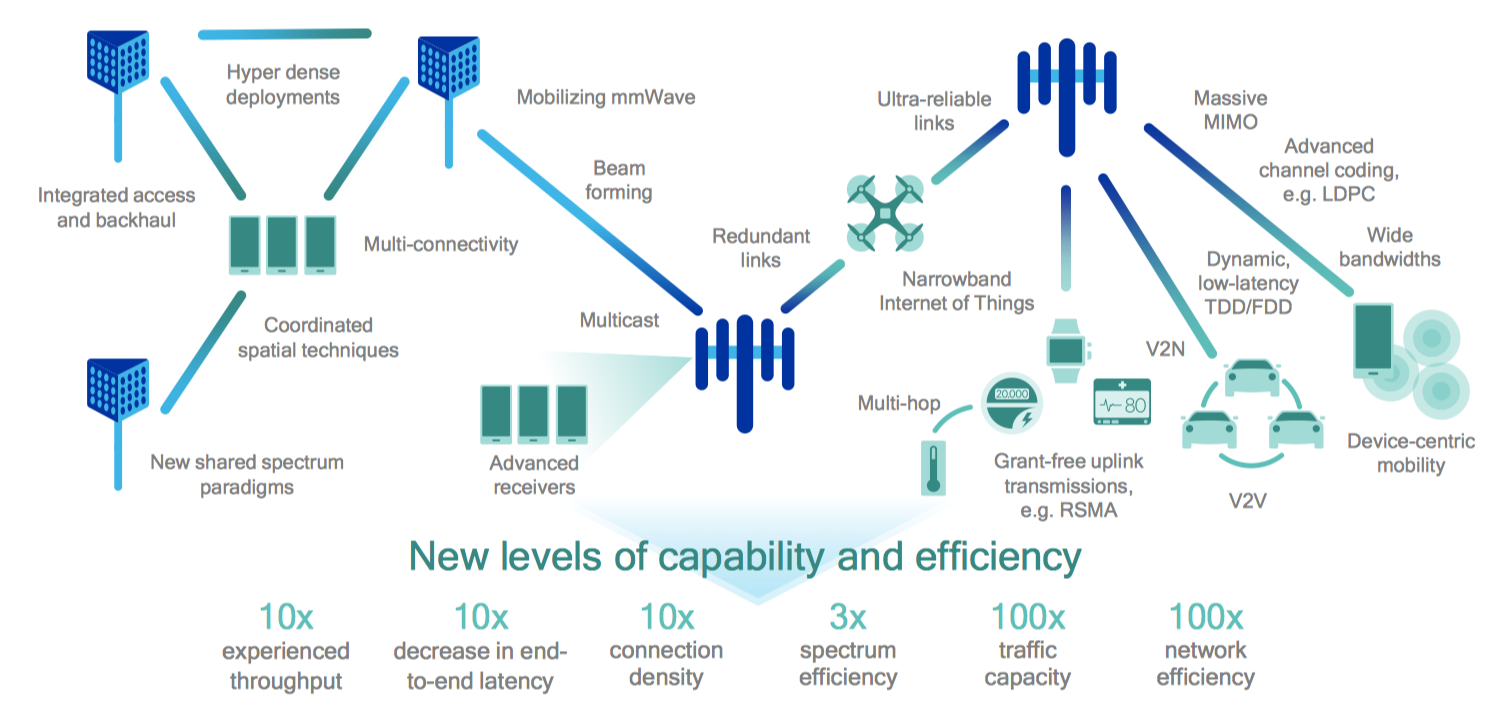 Hyper dense
deployments
Mobilizing mmWave
Integrated access
and backhaul
Multi-connectivity
Beam
forming
Coordinated
spatial techniques
New shared spectrum
paradigms
Multicast
Advanced
receivers
Redundant
links
Ultra-reliable
links
Narrowband
Internet of Things
Massive
MIMO
Advanced
channel coding,
e.g. LDPC
Wide
bandwidths
Dynamic,
low-latency
TDD/FDD
V2N
Multi-hop
20,000
80
Grant-free uplink
transmissions,
e.g. RSMA
V2V
Device-centric
mobility
New levels of capability and efficiency
10x
experienced
throughput
10x
decrease in end-
to-end latency
10x
connection
density
3x
spectrum
efficiency
100x
traffic
capacity
100x
network
efficiency